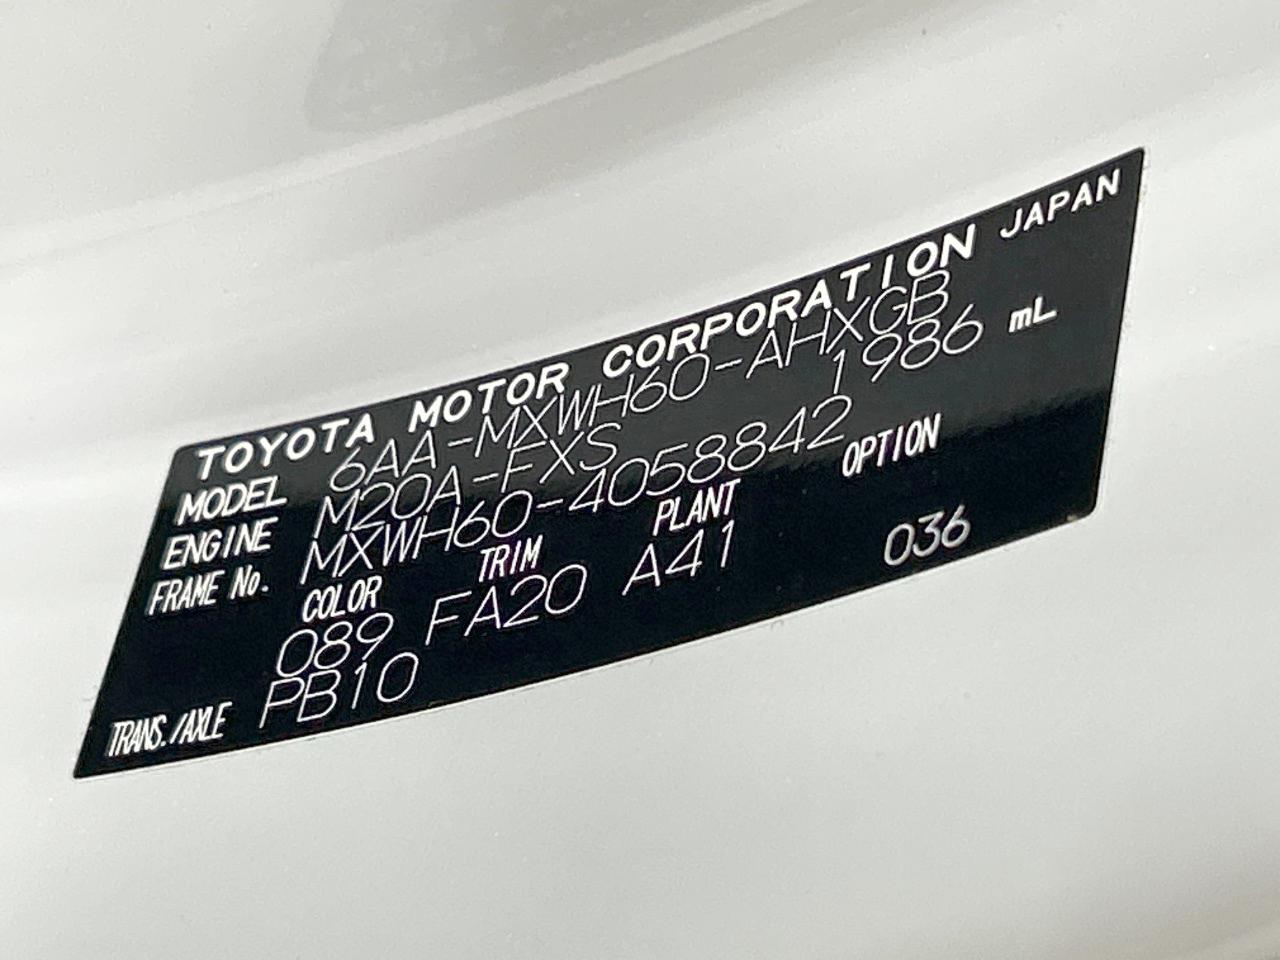 TOYOTA MOTOR CORPORATION JAPAN
MODEL 6AA-MXWH60-AHXGB
ENGINE M20A-FXS 1986 mL
FRAME No. MXWH60-4058842
COLOR TRIM PLANT OPTION
089 FA20 A41 036
TRANS./AXLE PB10